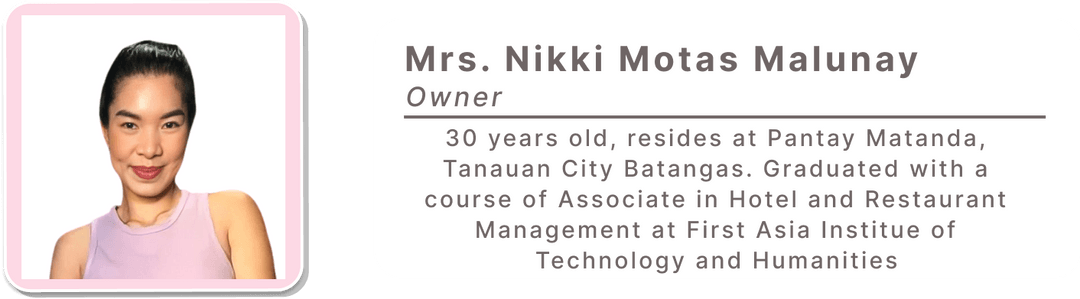 Mrs. Nikki Motas Malunay
Owner
30 years old, resides at Pantay Matanda,
Tanauan City Batangas. Graduated with a
course of Associate in Hotel and Restaurant
Management at First Asia Institue of
Technology and Humanities